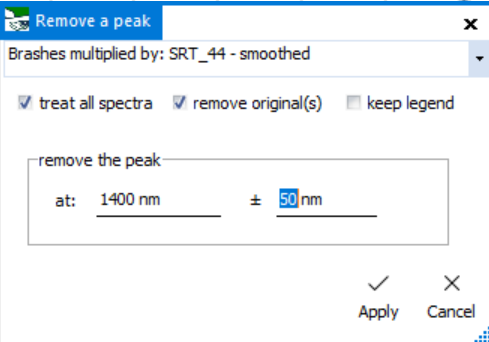 Remove a peak
Brashes multiplied by: SRT_44 - smoothed
treat all spectra remove original(s) keep legend
remove the peak
at: 1400 nm ± 50 nm
Apply Cancel